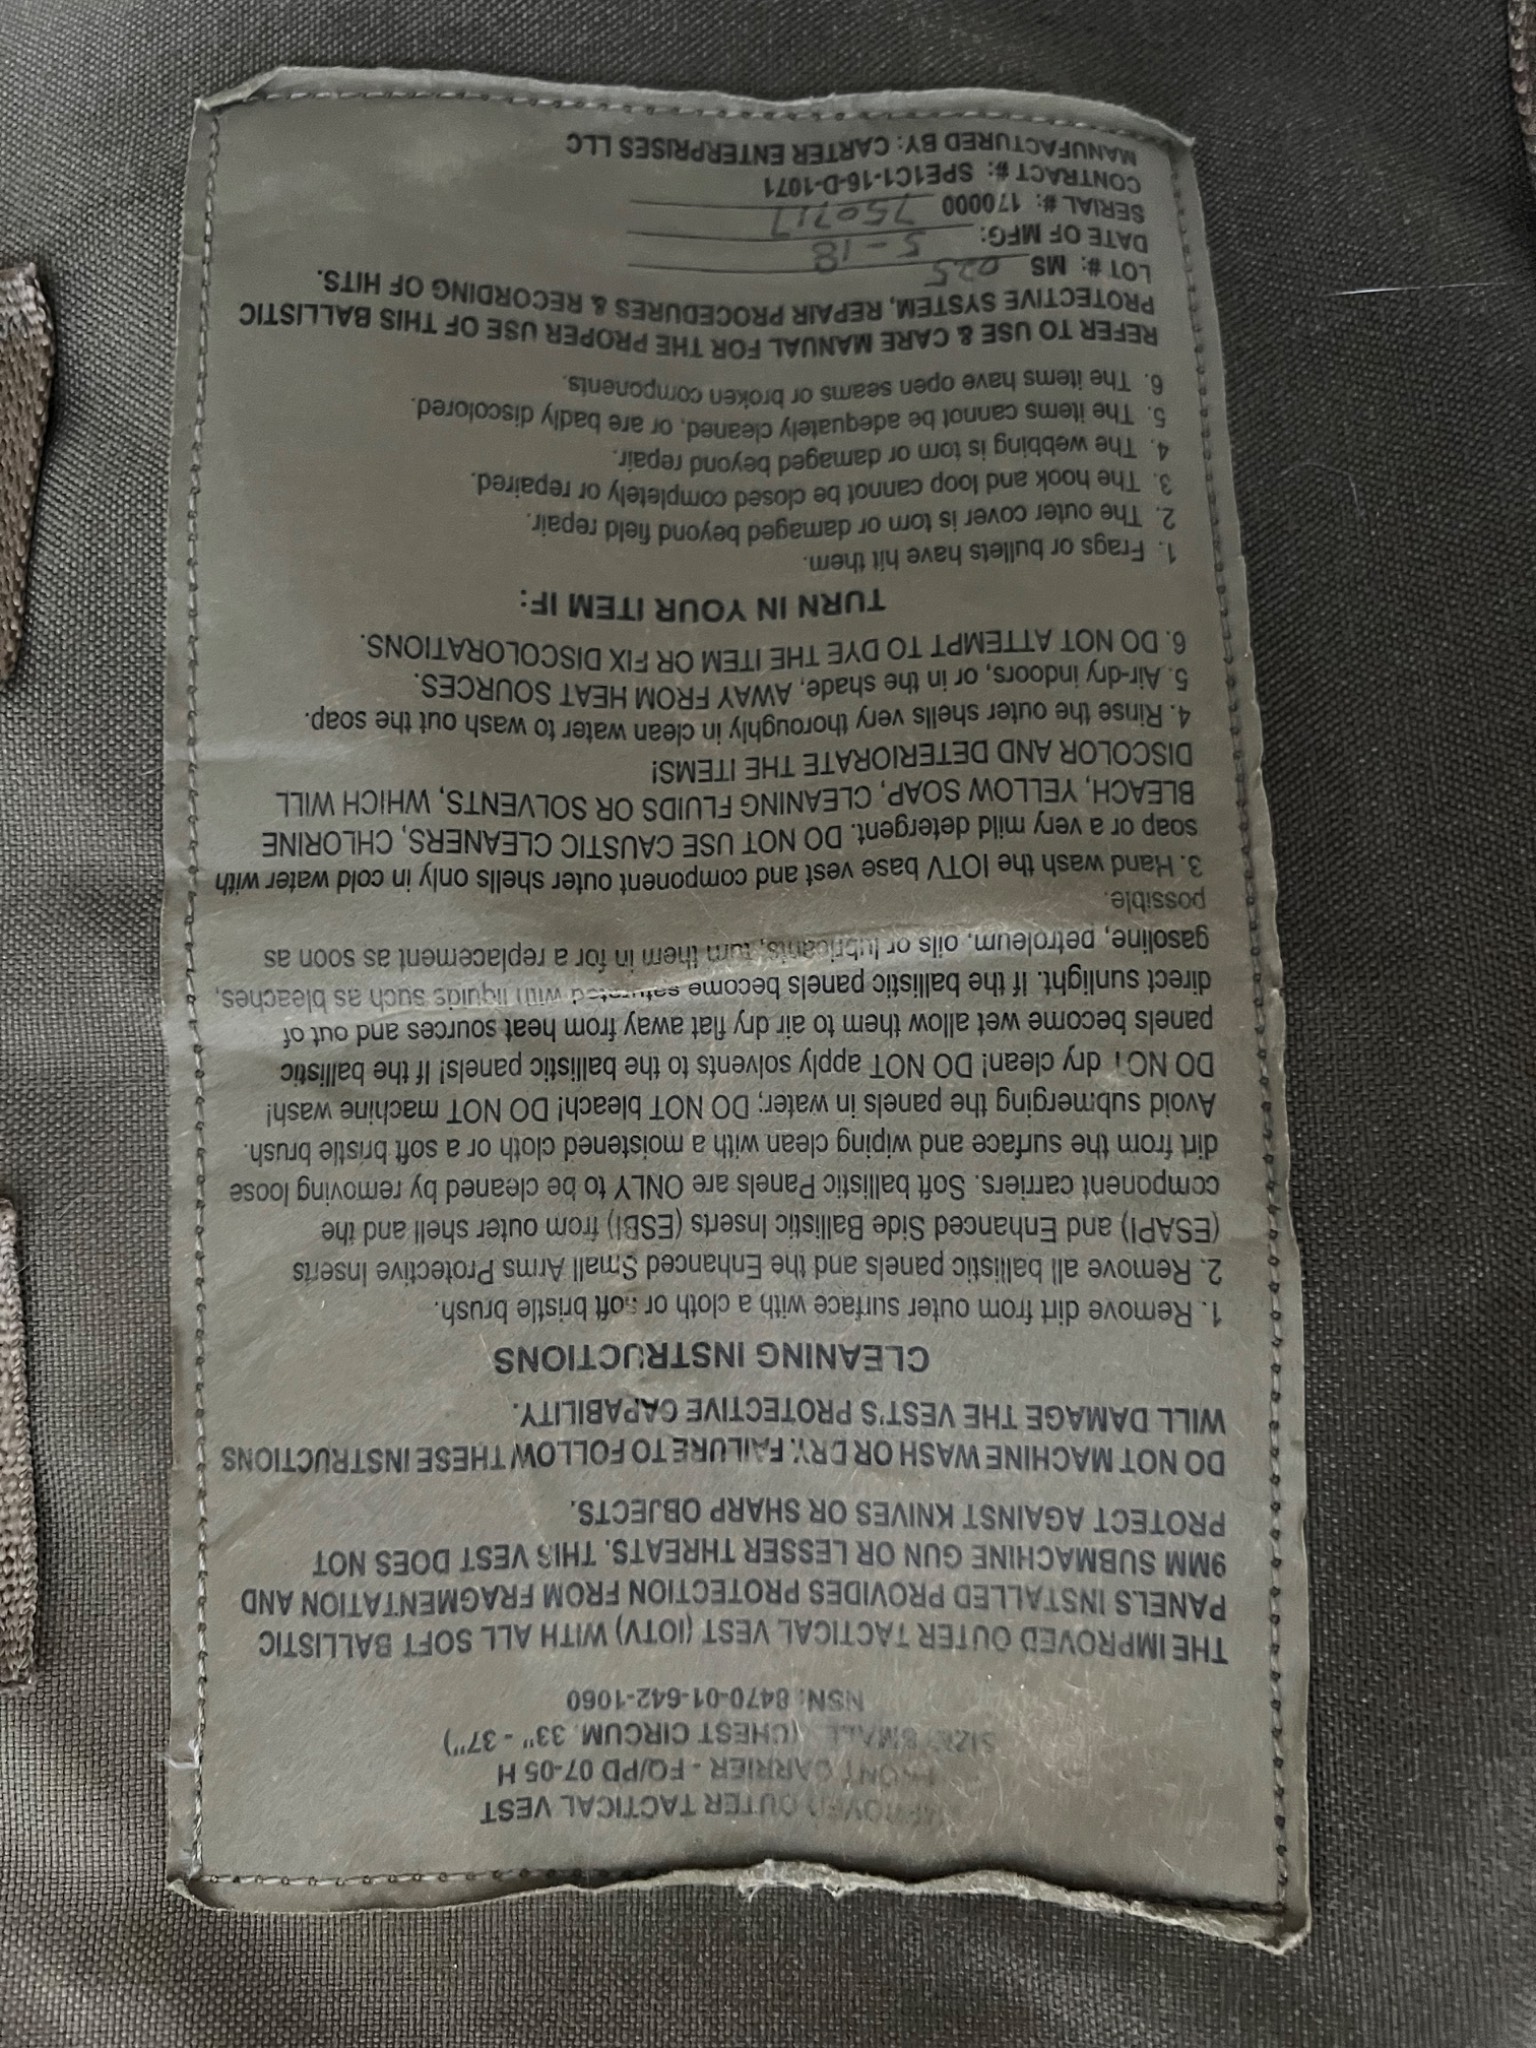 IMPROVED OUTER TACTICAL VEST
FRONT CARRIER - FQ/PD 07-05 H
SIZE: SMALL (CHEST CIRCUM. 33" - 37")
NSN: 8470-01-642-1060
THE IMPROVED OUTER TACTICAL VEST (IOTV) WITH ALL SOFT BALLISTIC
PANELS INSTALLED PROVIDES PROTECTION FROM FRAGMENTATION AND
9MM SUBMACHINE GUN OR LESSER THREATS. THIS VEST DOES NOT
PROTECT AGAINST KNIVES OR SHARP OBJECTS.
DO NOT MACHINE WASH OR DRY. FAILURE TO FOLLOW THESE INSTRUCTIONS
WILL DAMAGE THE VEST'S PROTECTIVE CAPABILITY.
CLEANING INSTRUCTIONS
1. Remove dirt from outer surface with a cloth or soft bristle brush.
2. Remove all ballistic panels and the Enhanced Small Arms Protective Inserts
(ESAPI) and Enhanced Side Ballistic Inserts (ESBI) from outer shell and the
component carriers. Soft ballistic Panels are ONLY to be cleaned by removing loose
dirt from the surface and wiping clean with a moistened cloth or a soft bristle brush.
Avoid submerging the panels in water; DO NOT bleach! DO NOT machine wash!
DO NOT dry clean! DO NOT apply solvents to the ballistic panels! If the ballistic
panels become wet allow them to air dry flat away from heat sources and out of
direct sunlight. If the ballistic panels become saturated with liquids such as bleaches,
gasoline, petroleum, oils or lubricants, turn them in for a replacement as soon as
possible.
3. Hand wash the IOTV base vest and component outer shells only in cold water with
soap or a very mild detergent. DO NOT USE CAUSTIC CLEANERS, CHLORINE
BLEACH, YELLOW SOAP, CLEANING FLUIDS OR SOLVENTS, WHICH WILL
DISCOLOR AND DETERIORATE THE ITEMS!
4. Rinse the outer shells very thoroughly in clean water to wash out the soap.
5. Air-dry indoors, or in the shade, AWAY FROM HEAT SOURCES.
6. DO NOT ATTEMPT TO DYE THE ITEM OR FIX DISCOLORATIONS.
TURN IN YOUR ITEM IF:
1. Frags or bullets have hit them.
2. The outer cover is torn or damaged beyond field repair.
3. The hook and loop cannot be closed completely or repaired.
4. The webbing is torn or damaged beyond repair.
5. The items cannot be adequately cleaned, or are badly discolored.
6. The items have open seams or broken components.
REFER TO USE & CARE MANUAL FOR THE PROPER USE OF THIS BALLISTIC
PROTECTIVE SYSTEM, REPAIR PROCEDURES & RECORDING OF HITS.
LOT #: MS 025
DATE OF MFG: 5-18
SERIAL #: 170000 750717
CONTRACT #: SPE1C1-16-D-1071
MANUFACTURED BY: CARTER ENTERPRISES LLC